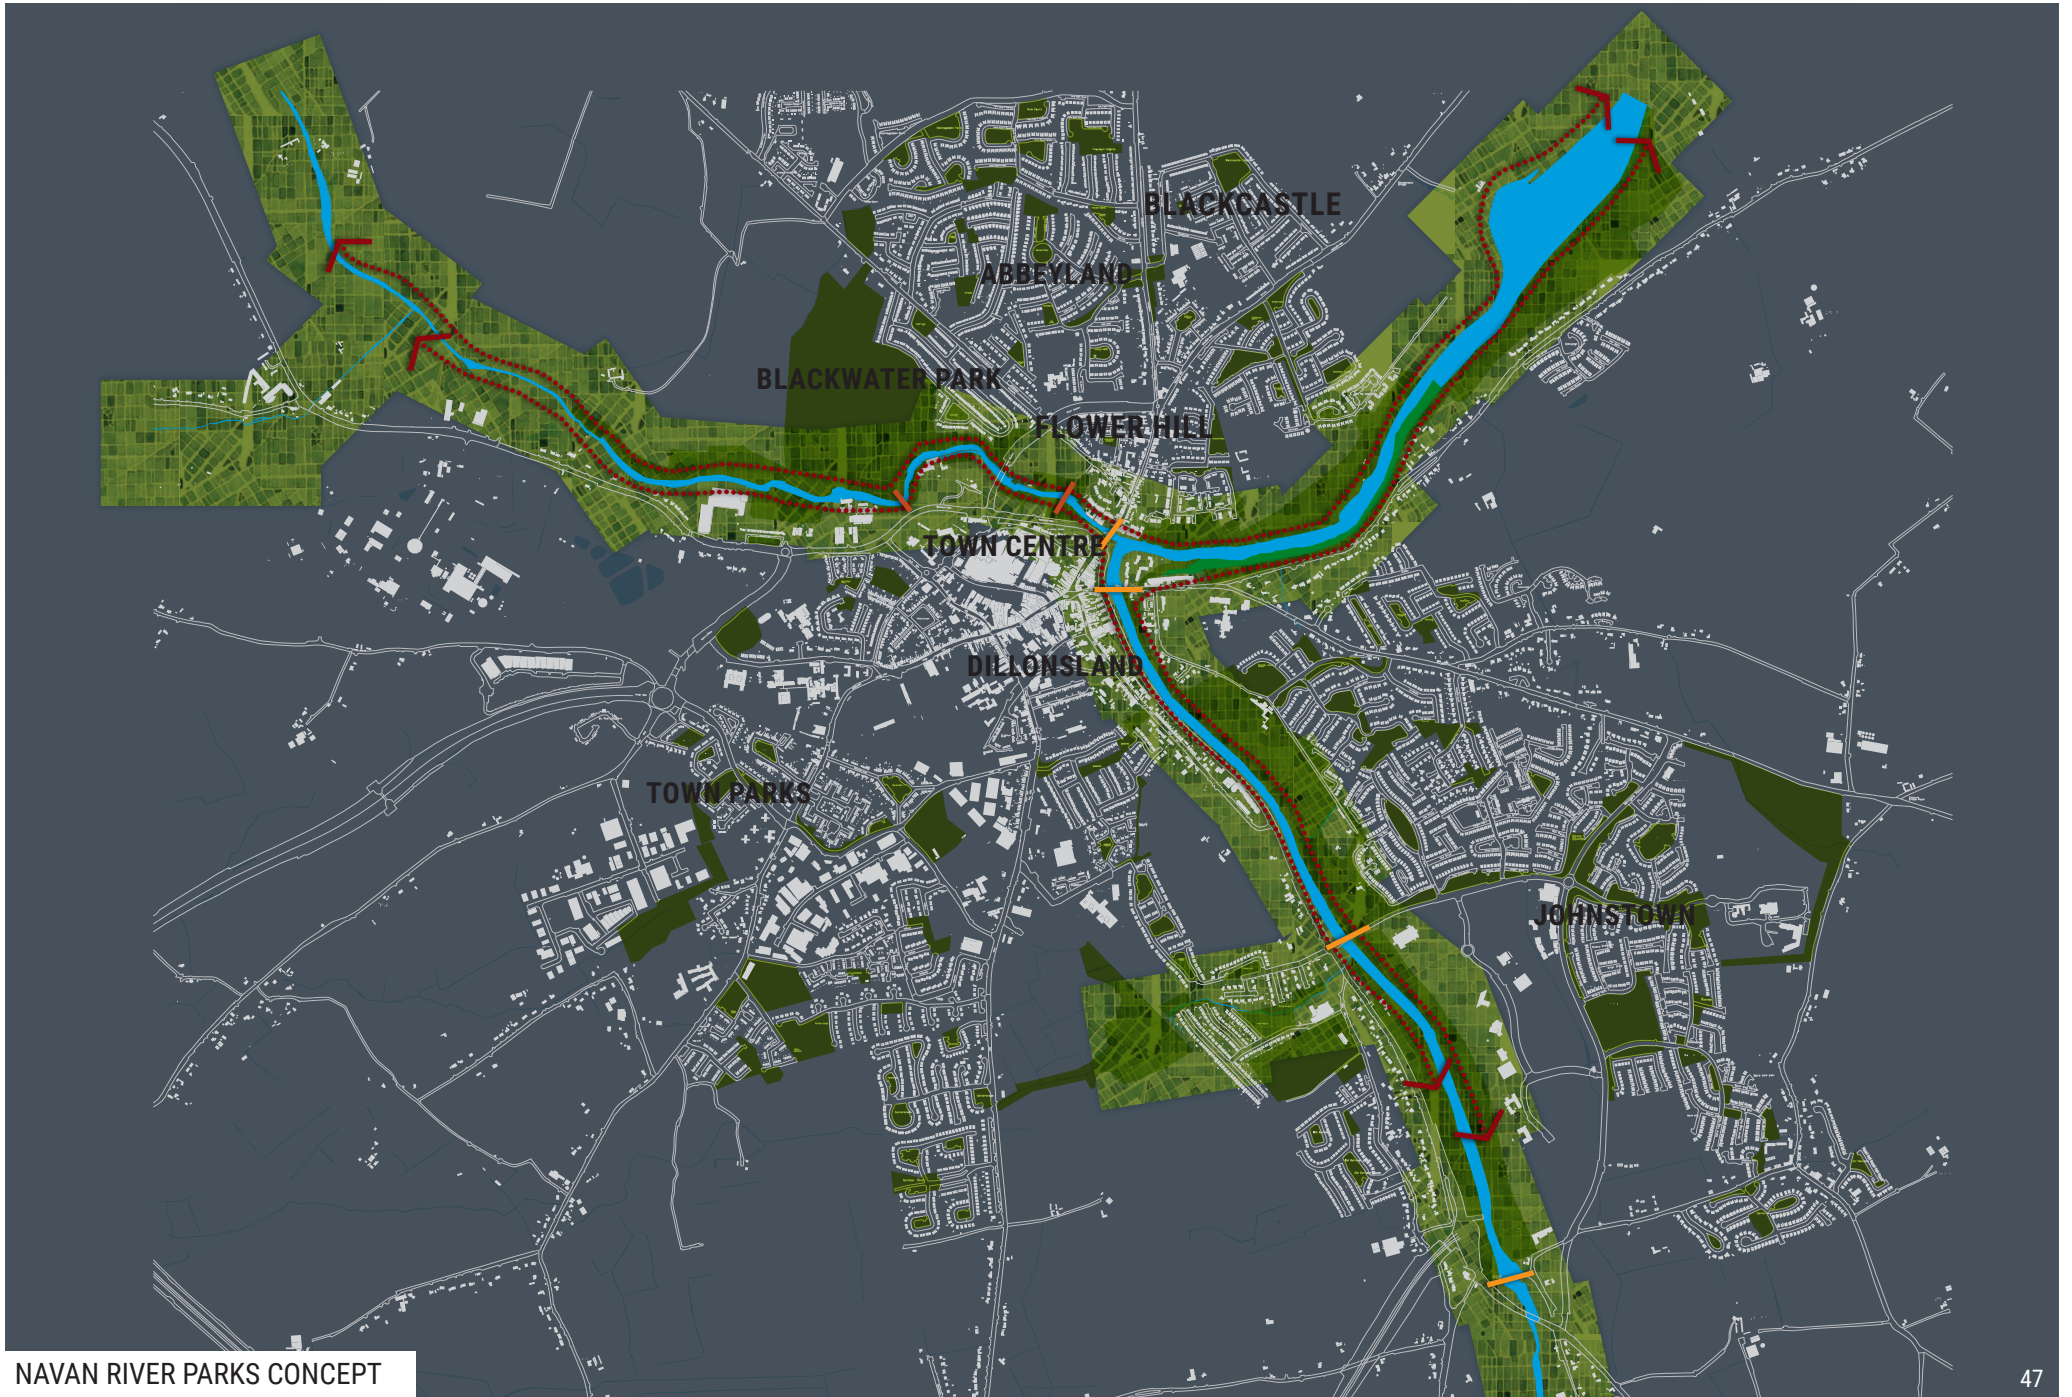 BLACKCASTLE
ABBEYLAND
BLACKWATER PARK
FLOWER HILL
TOWN CENTRE
DILLONSLAND
TOWN PARKS
JOHNSTOWN
NAVAN RIVER PARKS CONCEPT
47